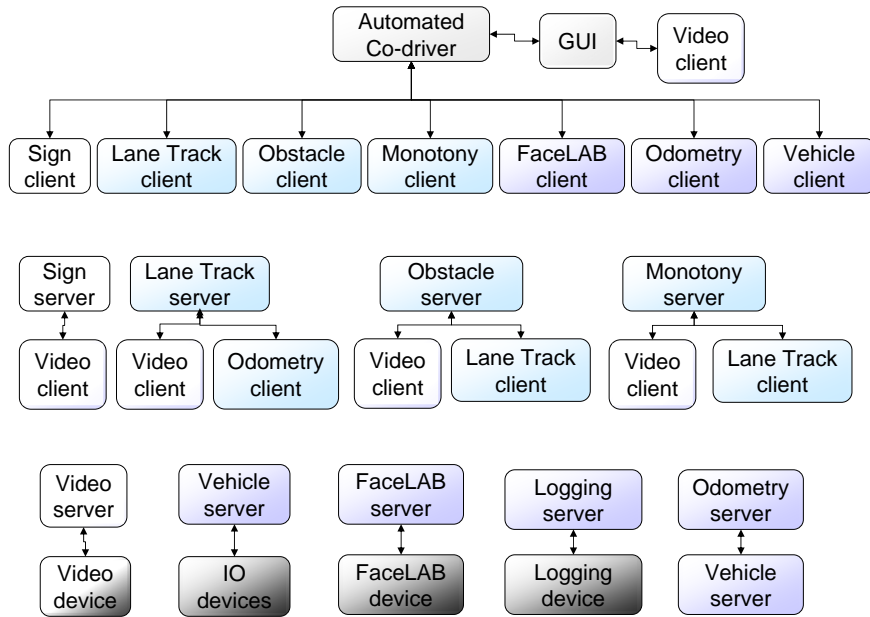 Automated
Co-driver
GUI
Video
client
Sign
client
Lane Track
client
Obstacle
client
Monotony
client
FaceLAB
client
Odometry
client
Vehicle
client
Sign
server
Lane Track
server
Obstacle
server
Monotony
server
Video
client
Video
client
Odometry
client
Video
client
Lane Track
client
Video
client
Lane Track
client
Video
server
Vehicle
server
FaceLAB
server
Logging
server
Odometry
server
Video
device
IO
devices
FaceLAB
device
Logging
device
Vehicle
server